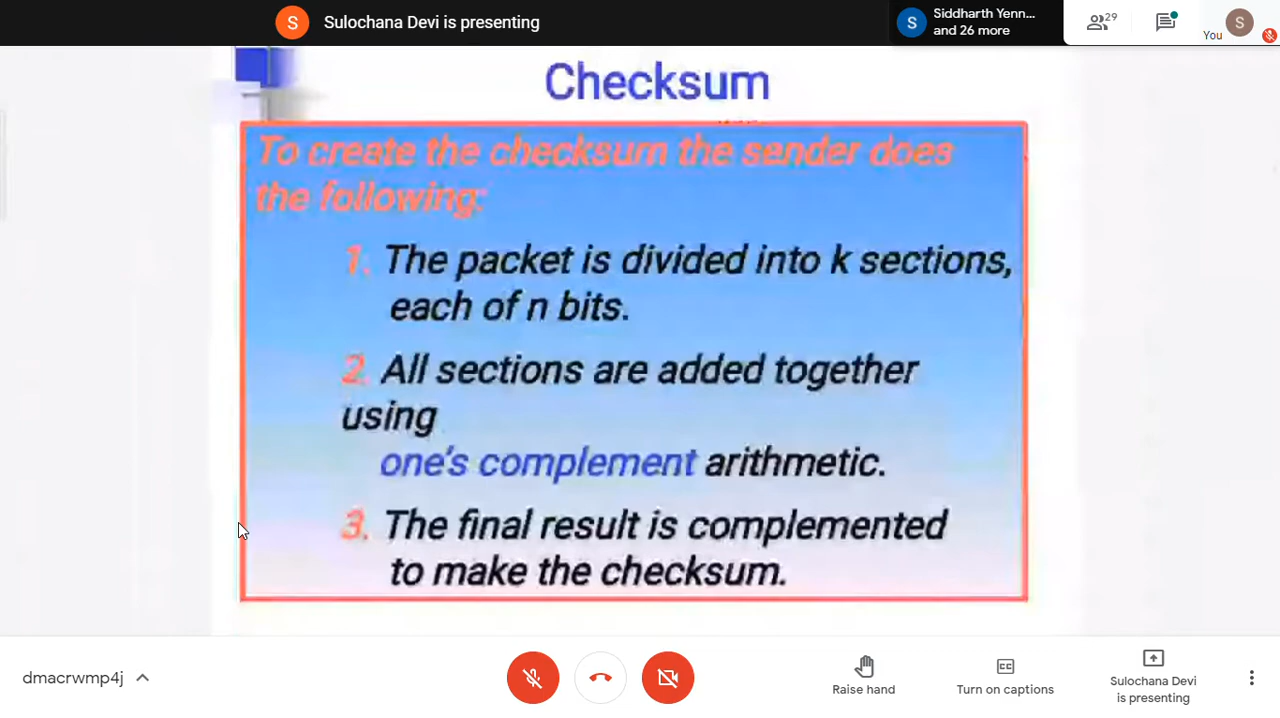 S Sulochana Devi is presenting
S Siddharth Yenn...
and 26 more
29
You
S
Checksum
To create the checksum the sender does
the following:
1. The packet is divided into k sections,
each of n bits.
2. All sections are added together
using
one's complement arithmetic.
3. The final result is complemented
to make the checksum.
dmacrwmp4j
Raise hand
CC
Turn on captions
Sulochana Devi
is presenting